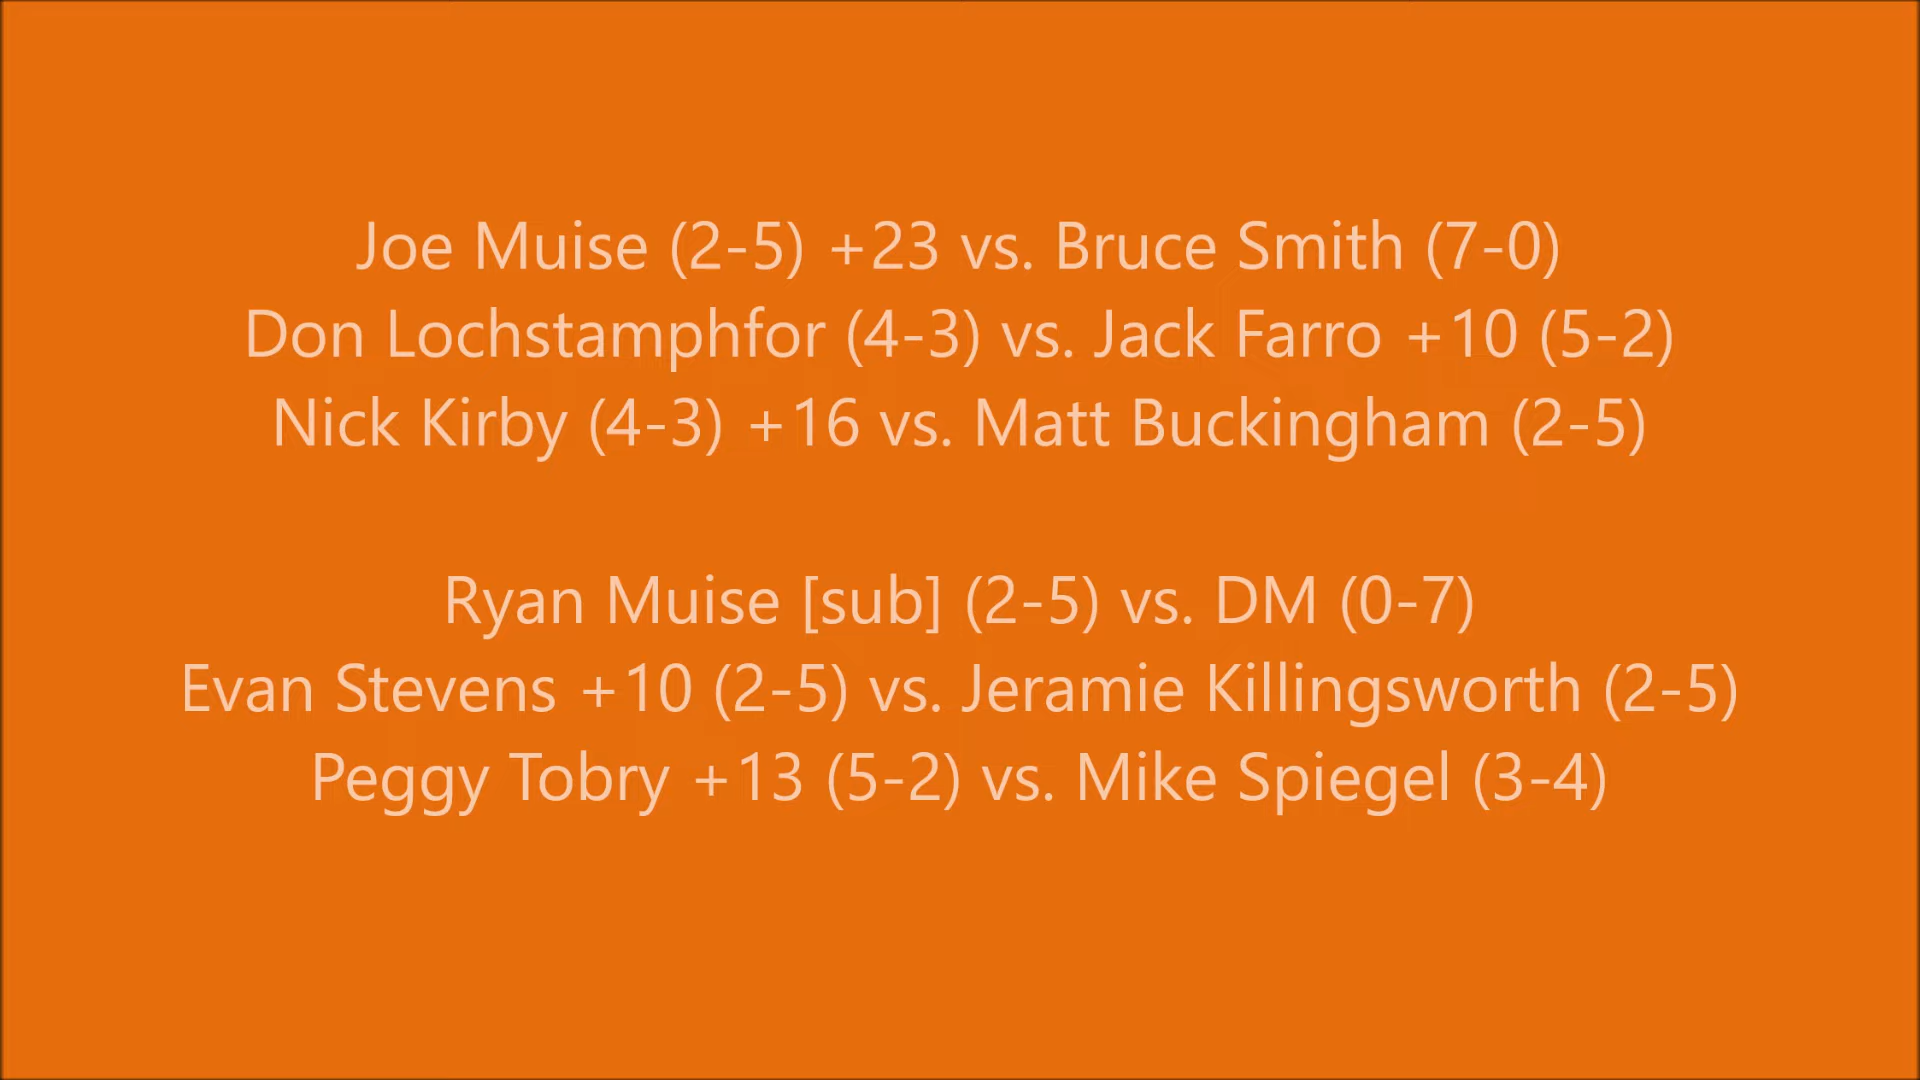 Joe Muise (2-5) +23 vs. Bruce Smith (7-0)
Don Lochstamphfor (4-3) vs. Jack Farro +10 (5-2)
Nick Kirby (4-3) +16 vs. Matt Buckingham (2-5)
Ryan Muise [sub] (2-5) vs. DM (0-7)
Evan Stevens +10 (2-5) vs. Jeramie Killingsworth (2-5)
Peggy Tobry +13 (5-2) vs. Mike Spiegel (3-4)